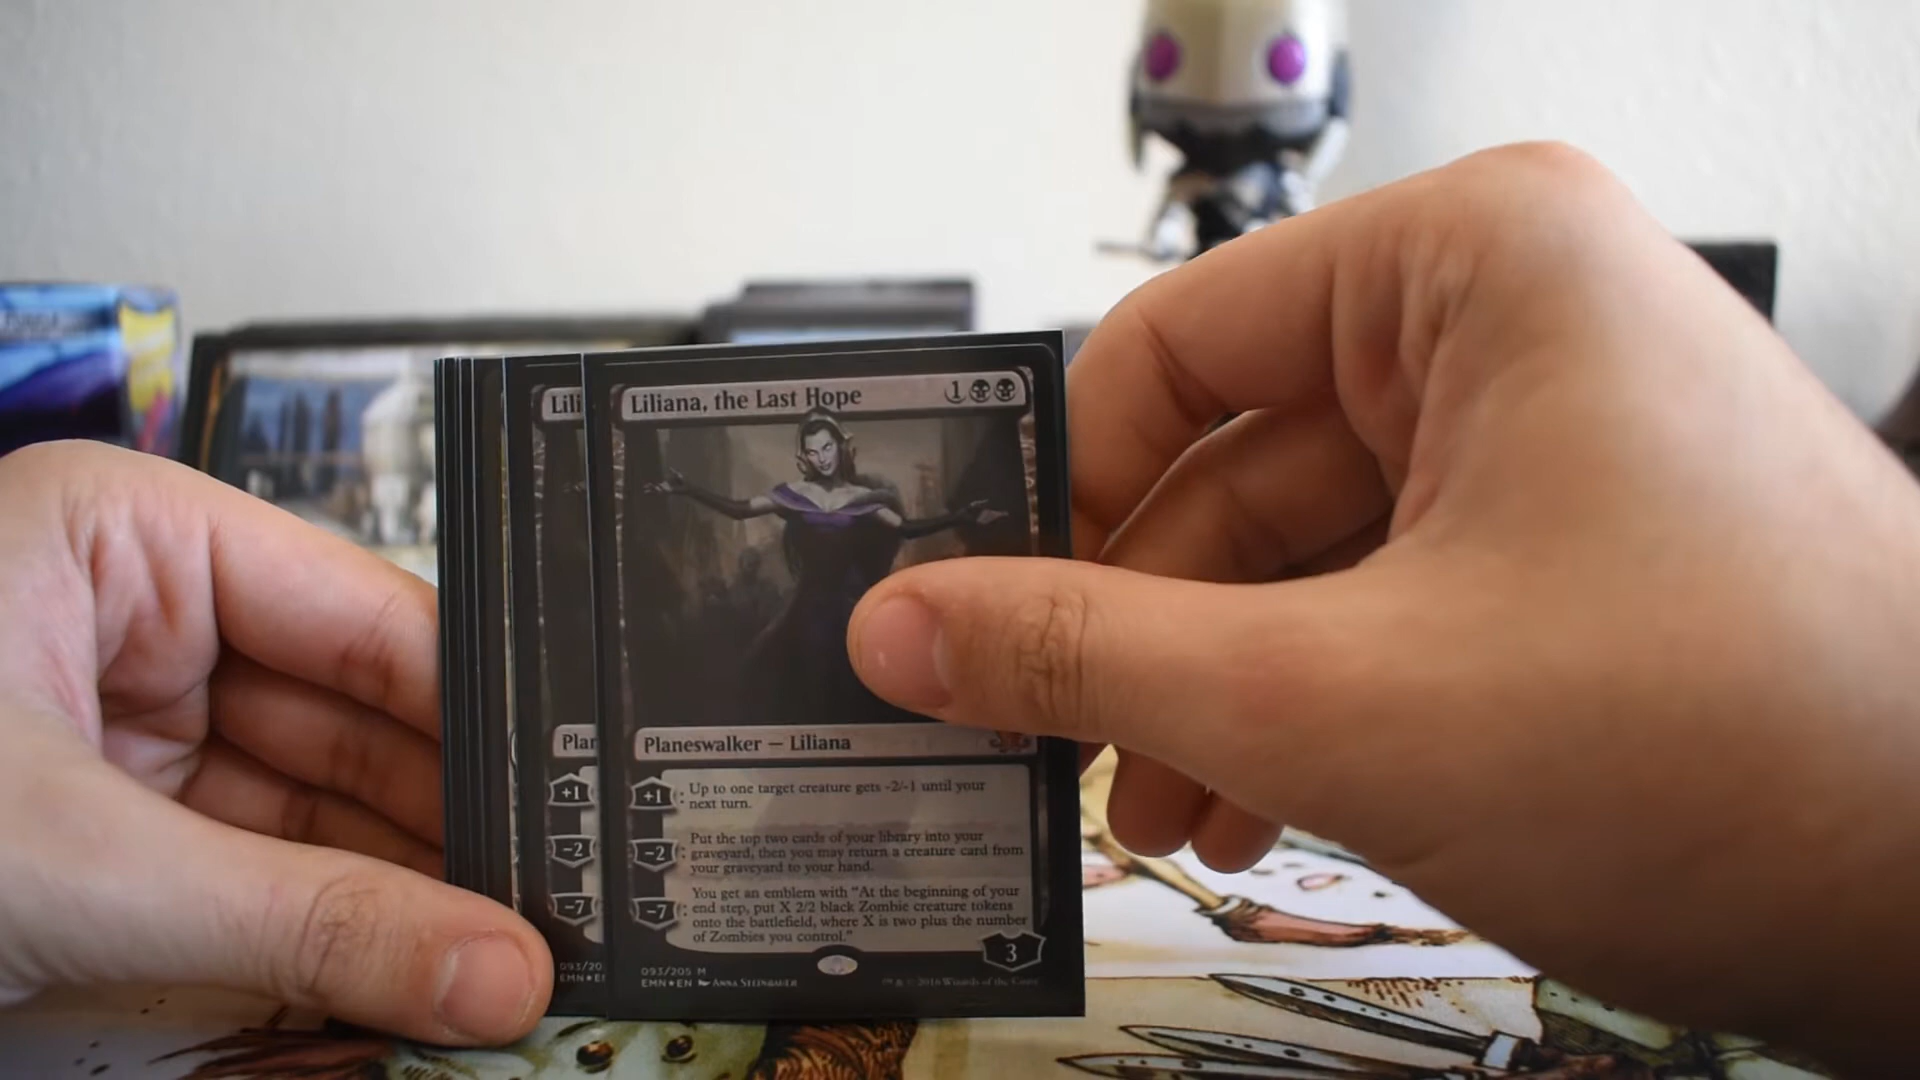 Lili
Liliana, the Last Hope 1
Plan
Planeswalker — Liliana
+1
+1 : Up to one target creature gets -2/-1 until your
next turn.
-2
-2 : Put the top two cards of your library into your
graveyard, then you may return a creature card from
your graveyard to your hand.
-7
-7 : You get an emblem with "At the beginning of your
end step, put X 2/2 black Zombie creature tokens
onto the battlefield, where X is two plus the number
of Zombies you control."
3
093/20
EMN★E
093/205 M
EMN★EN Anna Steinbauer
™ & © 2016 Wizards of the Coast